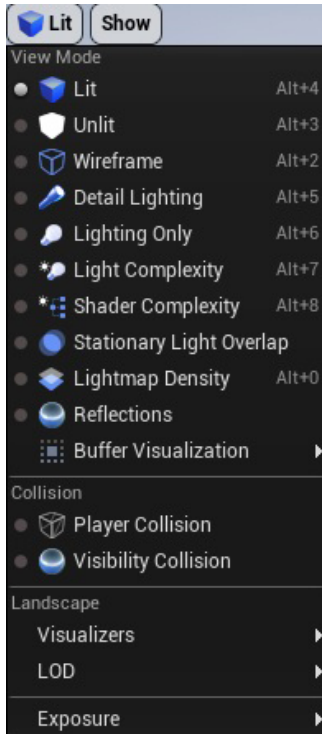 Lit Show
View Mode
Lit Alt+4
Unlit Alt+3
Wireframe Alt+2
Detail Lighting Alt+5
Lighting Only Alt+6
Light Complexity Alt+7
Shader Complexity Alt+8
Stationary Light Overlap
Lightmap Density Alt+0
Reflections
Buffer Visualization
Collision
Player Collision
Visibility Collision
Landscape
Visualizers
LOD
Exposure